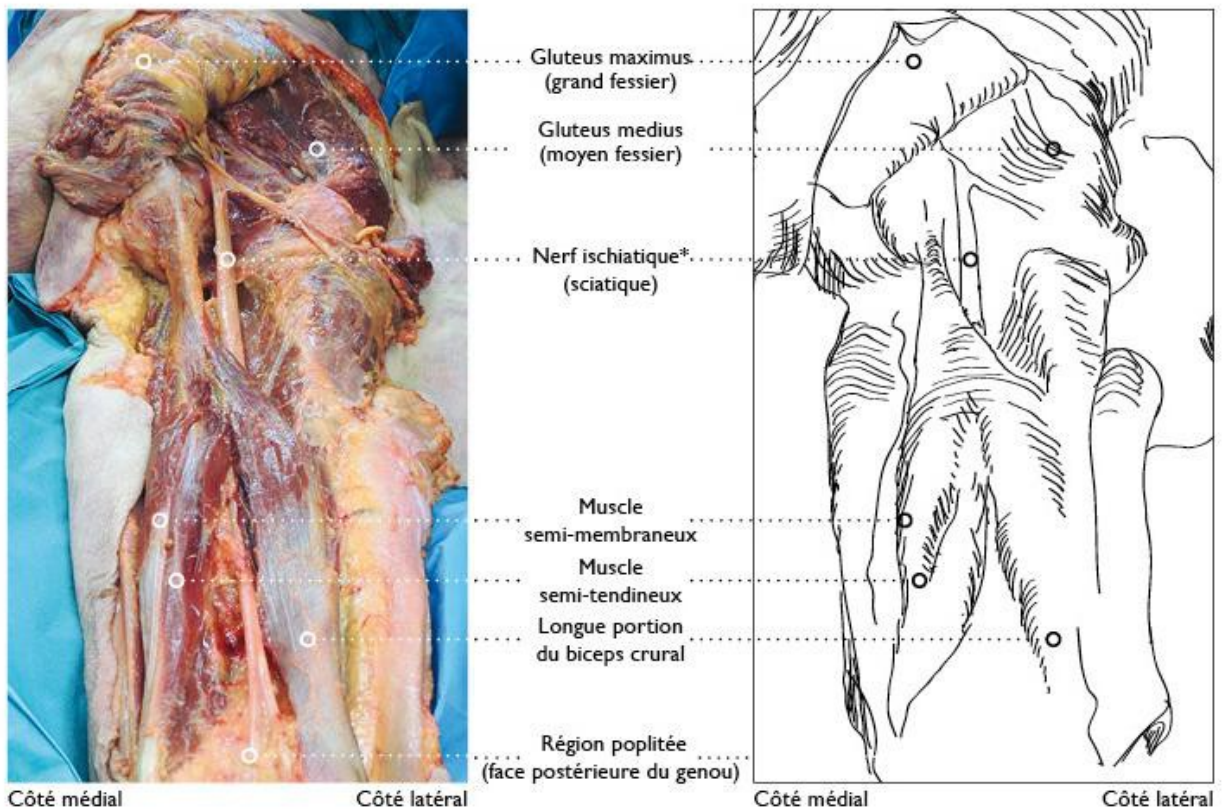 Gluteus maximus
(grand fessier)
Gluteus medius
(moyen fessier)
Nerf ischiatique*
(sciatique)
Muscle
semi-membraneux
Muscle
semi-tendineux
Longue portion
du biceps crural
Région poplitée
(face postérieure du genou)
Côté médial
Côté latéral
Côté médial
Côté latéral